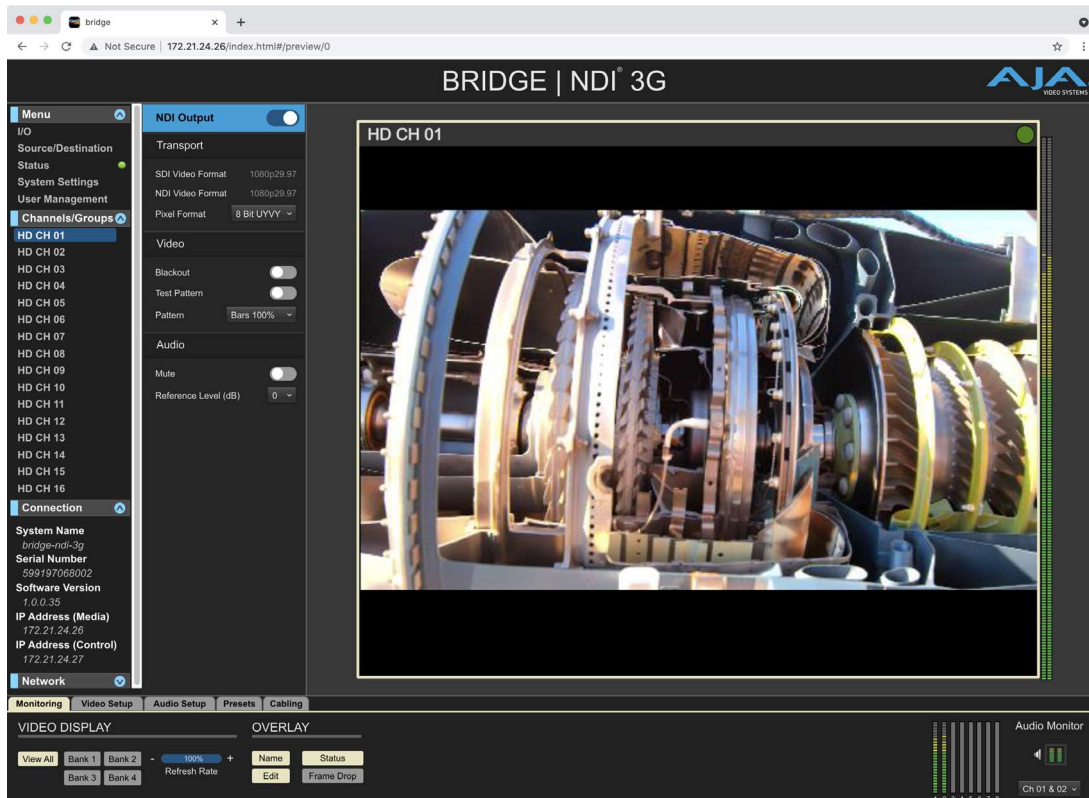 bridge
Not Secure | 172.21.24.26/index.html#/preview/0
BRIDGE | NDI® 3G
AJA
VIDEO SYSTEMS
Menu
I/O
Source/Destination
Status
System Settings
User Management
Channels/Groups
HD CH 01
HD CH 02
HD CH 03
HD CH 04
HD CH 05
HD CH 06
HD CH 07
HD CH 08
HD CH 09
HD CH 10
HD CH 11
HD CH 12
HD CH 13
HD CH 14
HD CH 15
HD CH 16
Connection
System Name
bridge-ndi-3g
Serial Number
599197068002
Software Version
1.0.0.35
IP Address (Media)
172.21.24.26
IP Address (Control)
172.21.24.27
Network
NDI Output
Transport
SDI Video Format 1080p29.97
NDI Video Format 1080p29.97
Pixel Format 8 Bit UYVY
Video
Blackout
Test Pattern
Pattern Bars 100%
Audio
Mute
Reference Level (dB) 0
HD CH 01
Monitoring Video Setup Audio Setup Presets Cabling
VIDEO DISPLAY
View All Bank 1 Bank 2 - 100% +
Bank 3 Bank 4 Refresh Rate
OVERLAY
Name Status
Edit Frame Drop
Audio Monitor
1 2 3 4 5 6 7 8
Ch 01 & 02